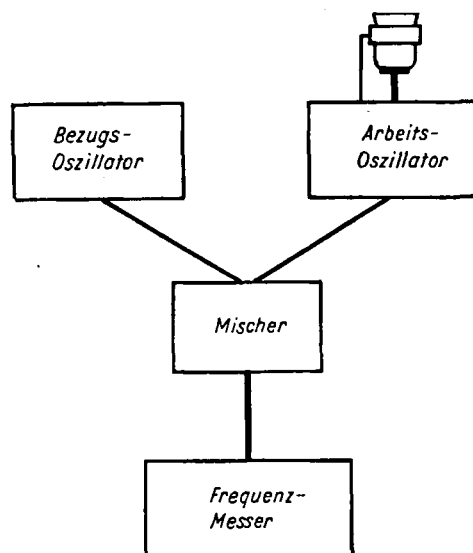 Bezugs-
Oszillator
Arbeits-
Oszillator
Mischer
Frequenz-
Messer